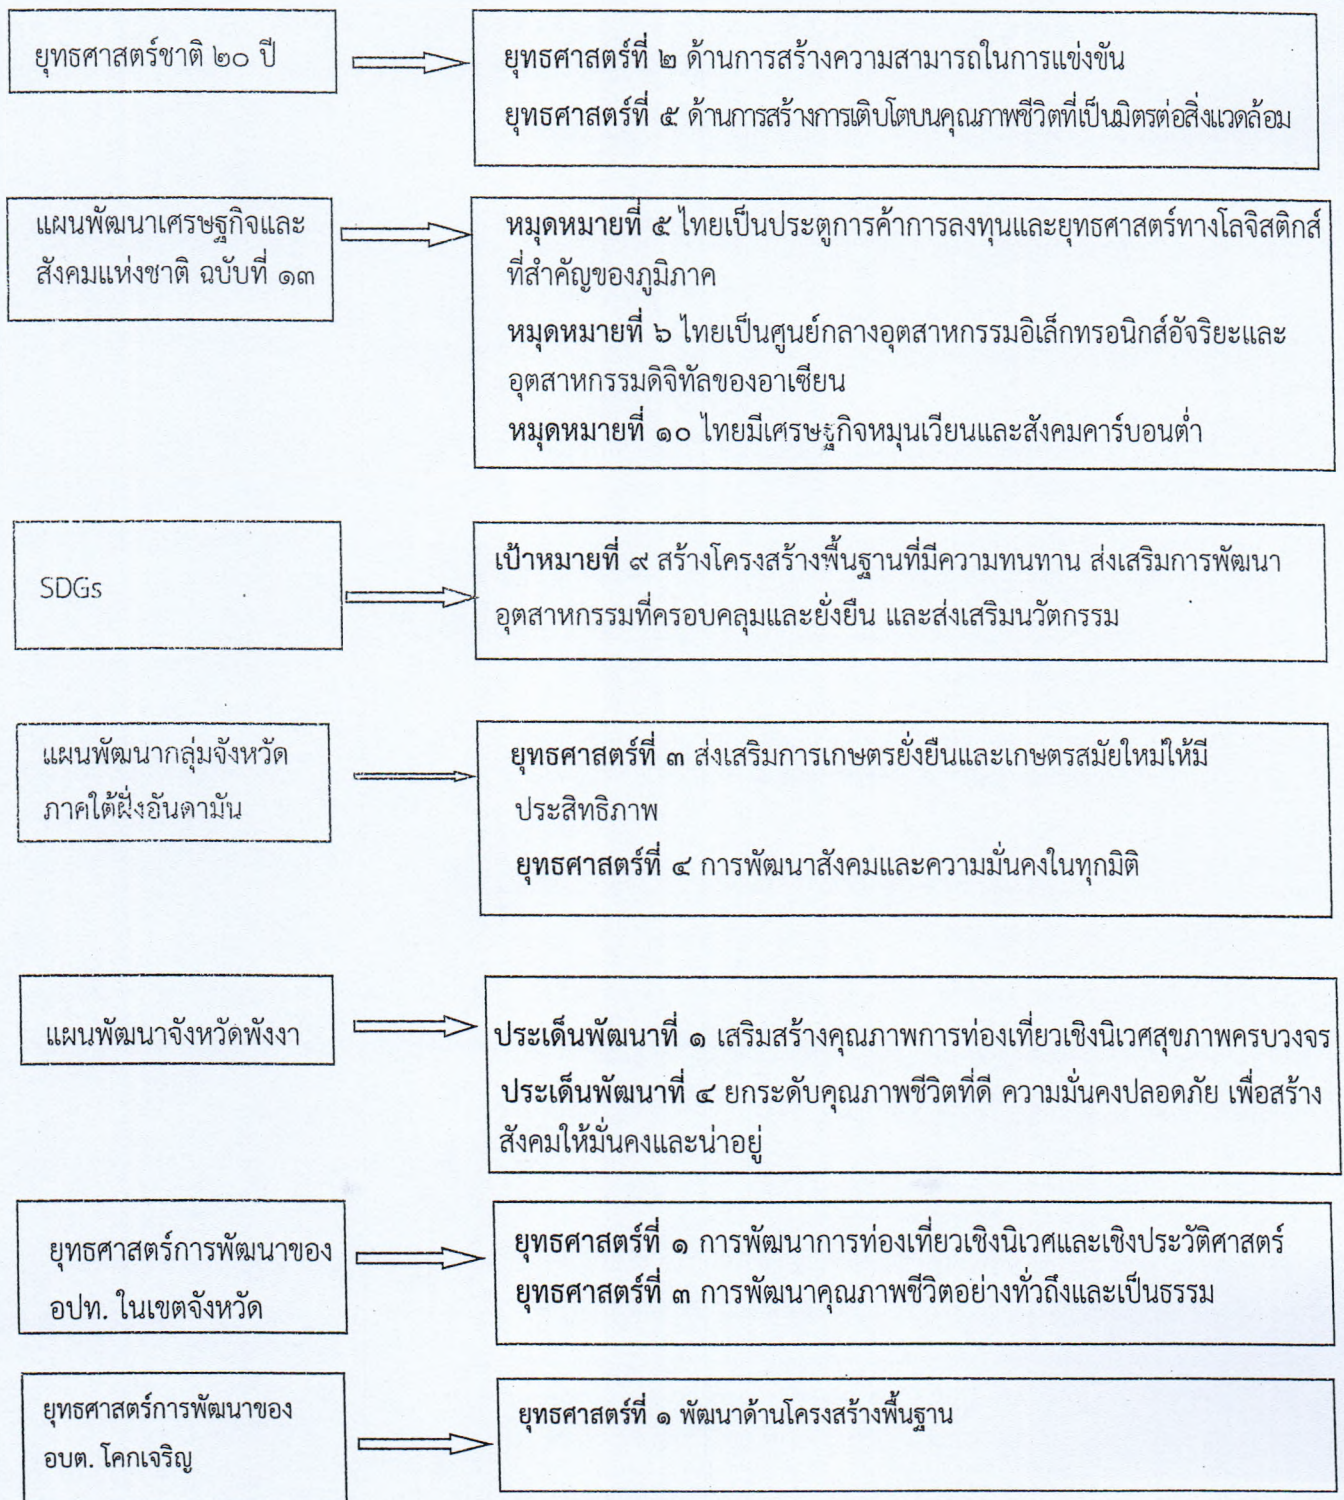 ยุทธศาสตร์ชาติ ๒๐ ปี
ยุทธศาสตร์ที่ ๒ ด้านการสร้างความสามารถในการแข่งขัน
ยุทธศาสตร์ที่ ๕ ด้านการสร้างการเติบโตบนคุณภาพชีวิตที่เป็นมิตรต่อสิ่งแวดล้อม
แผนพัฒนาเศรษฐกิจและ
สังคมแห่งชาติ ฉบับที่ ๑๓
หมุดหมายที่ ๕ ไทยเป็นประตูการค้าการลงทุนและยุทธศาสตร์ทางโลจิสติกส์
ที่สำคัญของภูมิภาค
หมุดหมายที่ ๖ ไทยเป็นศูนย์กลางอุตสาหกรรมอิเล็กทรอนิกส์อัจริยะและ
อุตสาหกรรมดิจิทัลของอาเซียน
หมุดหมายที่ ๑๐ ไทยมีเศรษฐกิจหมุนเวียนและสังคมคาร์บอนต่ำ
SDGs
เป้าหมายที่ ๙ สร้างโครงสร้างพื้นฐานที่มีความทนทาน ส่งเสริมการพัฒนา
อุตสาหกรรมที่ครอบคลุมและยั่งยืน และส่งเสริมนวัตกรรม
แผนพัฒนากลุ่มจังหวัด
ภาคใต้ฝั่งอันดามัน
ยุทธศาสตร์ที่ ๓ ส่งเสริมการเกษตรยั่งยืนและเกษตรสมัยใหม่ให้มี
ประสิทธิภาพ
ยุทธศาสตร์ที่ ๔ การพัฒนาสังคมและความมั่นคงในทุกมิติ
แผนพัฒนาจังหวัดพังงา
ประเด็นพัฒนาที่ ๑ เสริมสร้างคุณภาพการท่องเที่ยวเชิงนิเวศสุขภาพครบวงจร
ประเด็นพัฒนาที่ ๔ ยกระดับคุณภาพชีวิตที่ดี ความมั่นคงปลอดภัย เพื่อสร้าง
สังคมให้มั่นคงและน่าอยู่
ยุทธศาสตร์การพัฒนาของ
อปท. ในเขตจังหวัด
ยุทธศาสตร์ที่ ๑ การพัฒนาการท่องเที่ยวเชิงนิเวศและเชิงประวัติศาสตร์
ยุทธศาสตร์ที่ ๓ การพัฒนาคุณภาพชีวิตอย่างทั่วถึงและเป็นธรรม
ยุทธศาสตร์การพัฒนาของ
อบต. โคกเจริญ
ยุทธศาสตร์ที่ ๑ พัฒนาด้านโครงสร้างพื้นฐาน